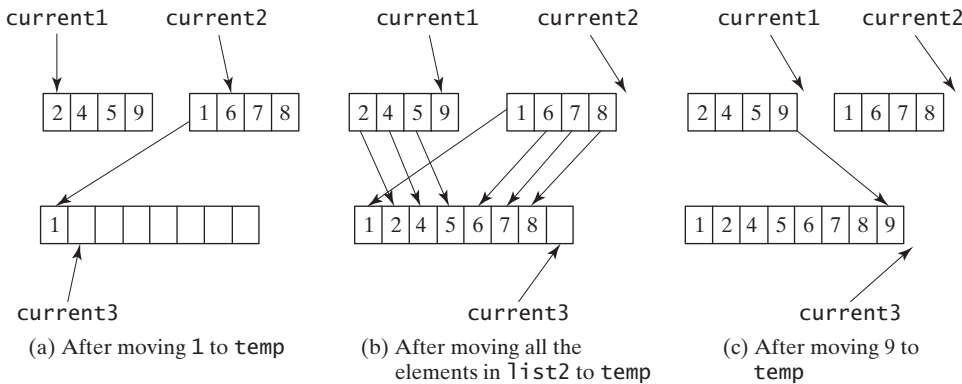 current1 current2 current1 current2 current1 current2
2 4 5 9 1 6 7 8 2 4 5 9 1 6 7 8 2 4 5 9 1 6 7 8
1 1 2 4 5 6 7 8 1 2 4 5 6 7 8 9
current3 current3 current3
(a) After moving 1 to temp
(b) After moving all the
elements in list2 to temp
(c) After moving 9 to
temp